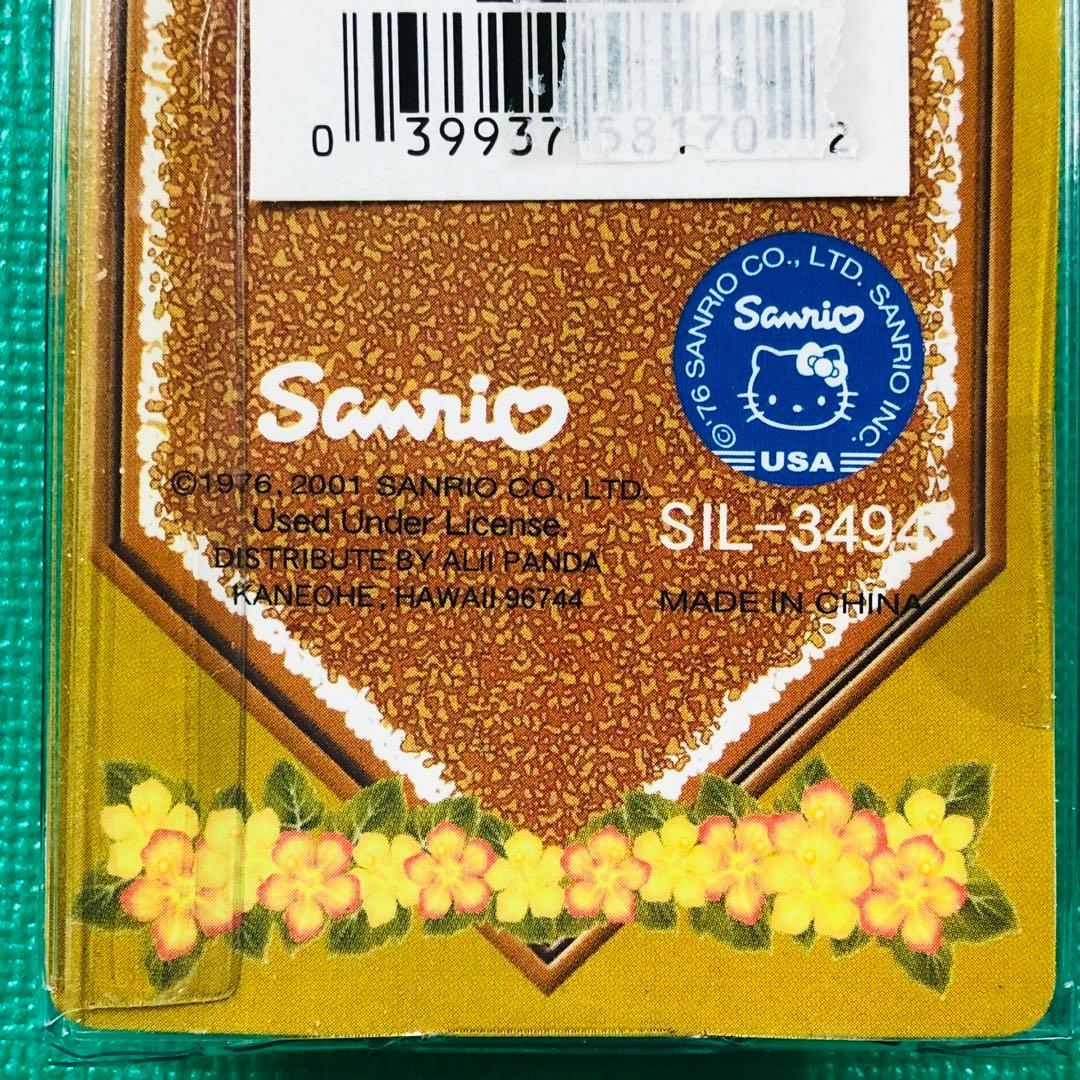 0 39937 58170 2
Sanrio
©1976, 2001 SANRIO CO., LTD.
Used Under License.
DISTRIBUTE BY ALII PANDA
KANEOHE, HAWAII 96744
©'76 SANRIO CO., LTD. SANRIO INC.
Sanrio
USA
SIL-3494
MADE IN CHINA